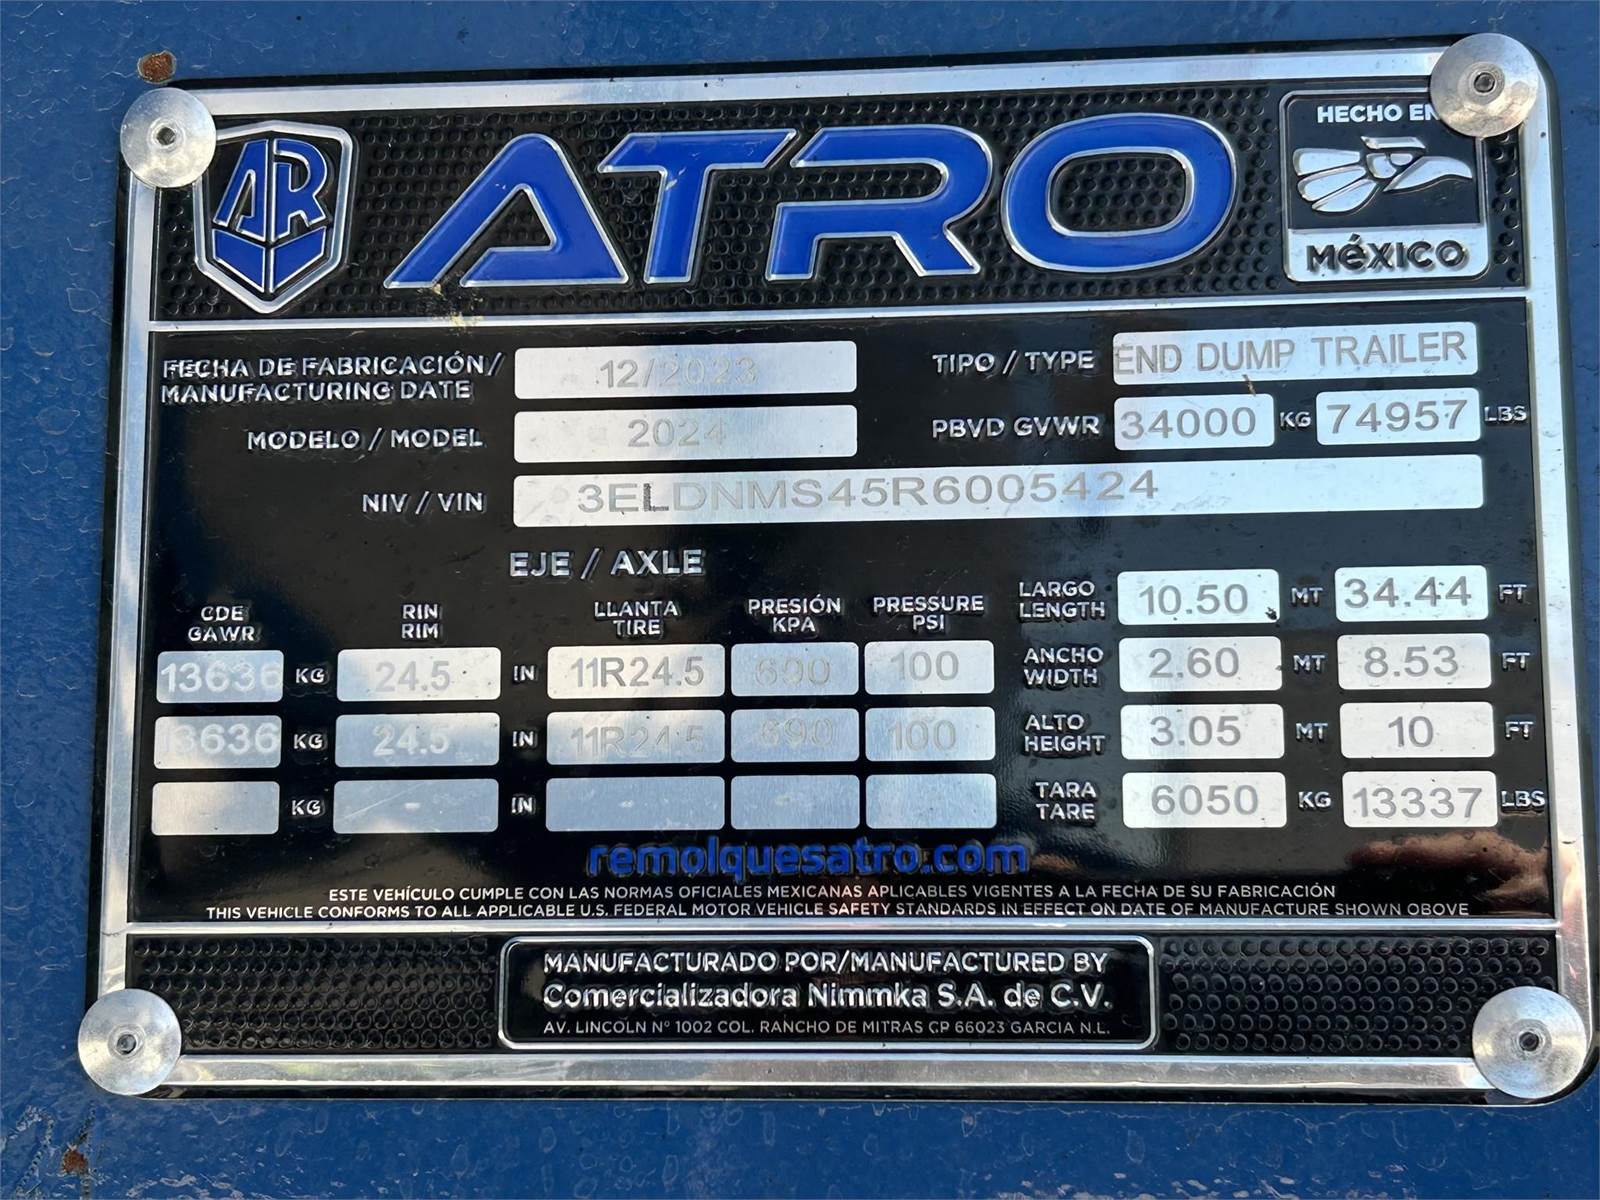 AR
ATRO
HECHO EN
MéXICO
FECHA DE FABRICACIÓN/
MANUFACTURING DATE
12/2023
TIPO / TYPE END DUMP TRAILER
MODELO / MODEL 2024
PBVD GVWR 34000 KG 74957 LBS
NIV / VIN 3ELDNMS45R6005424
EJE / AXLE
CDE GAWR
RIN RIM
LLANTA TIRE
PRESIÓN KPA
PRESSURE PSI
13636 KG 24.5 IN 11R24.5 690 100
13636 KG 24.5 IN 11R24.5 690 100
KG IN
LARGO LENGTH 10.50 MT 34.44 FT
ANCHO WIDTH 2.60 MT 8.53 FT
ALTO HEIGHT 3.05 MT 10 FT
TARA TARE 6050 KG 13337 LBS
remolquesatro.com
ESTE VEHÍCULO CUMPLE CON LAS NORMAS OFICIALES MEXICANAS APLICABLES VIGENTES A LA FECHA DE SU FABRICACIÓN
THIS VEHICLE CONFORMS TO ALL APPLICABLE U.S. FEDERAL MOTOR VEHICLE SAFETY STANDARDS IN EFFECT ON DATE OF MANUFACTURE SHOWN OBOVE
MANUFACTURADO POR/MANUFACTURED BY
Comercializadora Nimmka S.A. de C.V.
AV. LINCOLN Nº 1002 COL. RANCHO DE MITRAS CP 66023 GARCIA N.L.